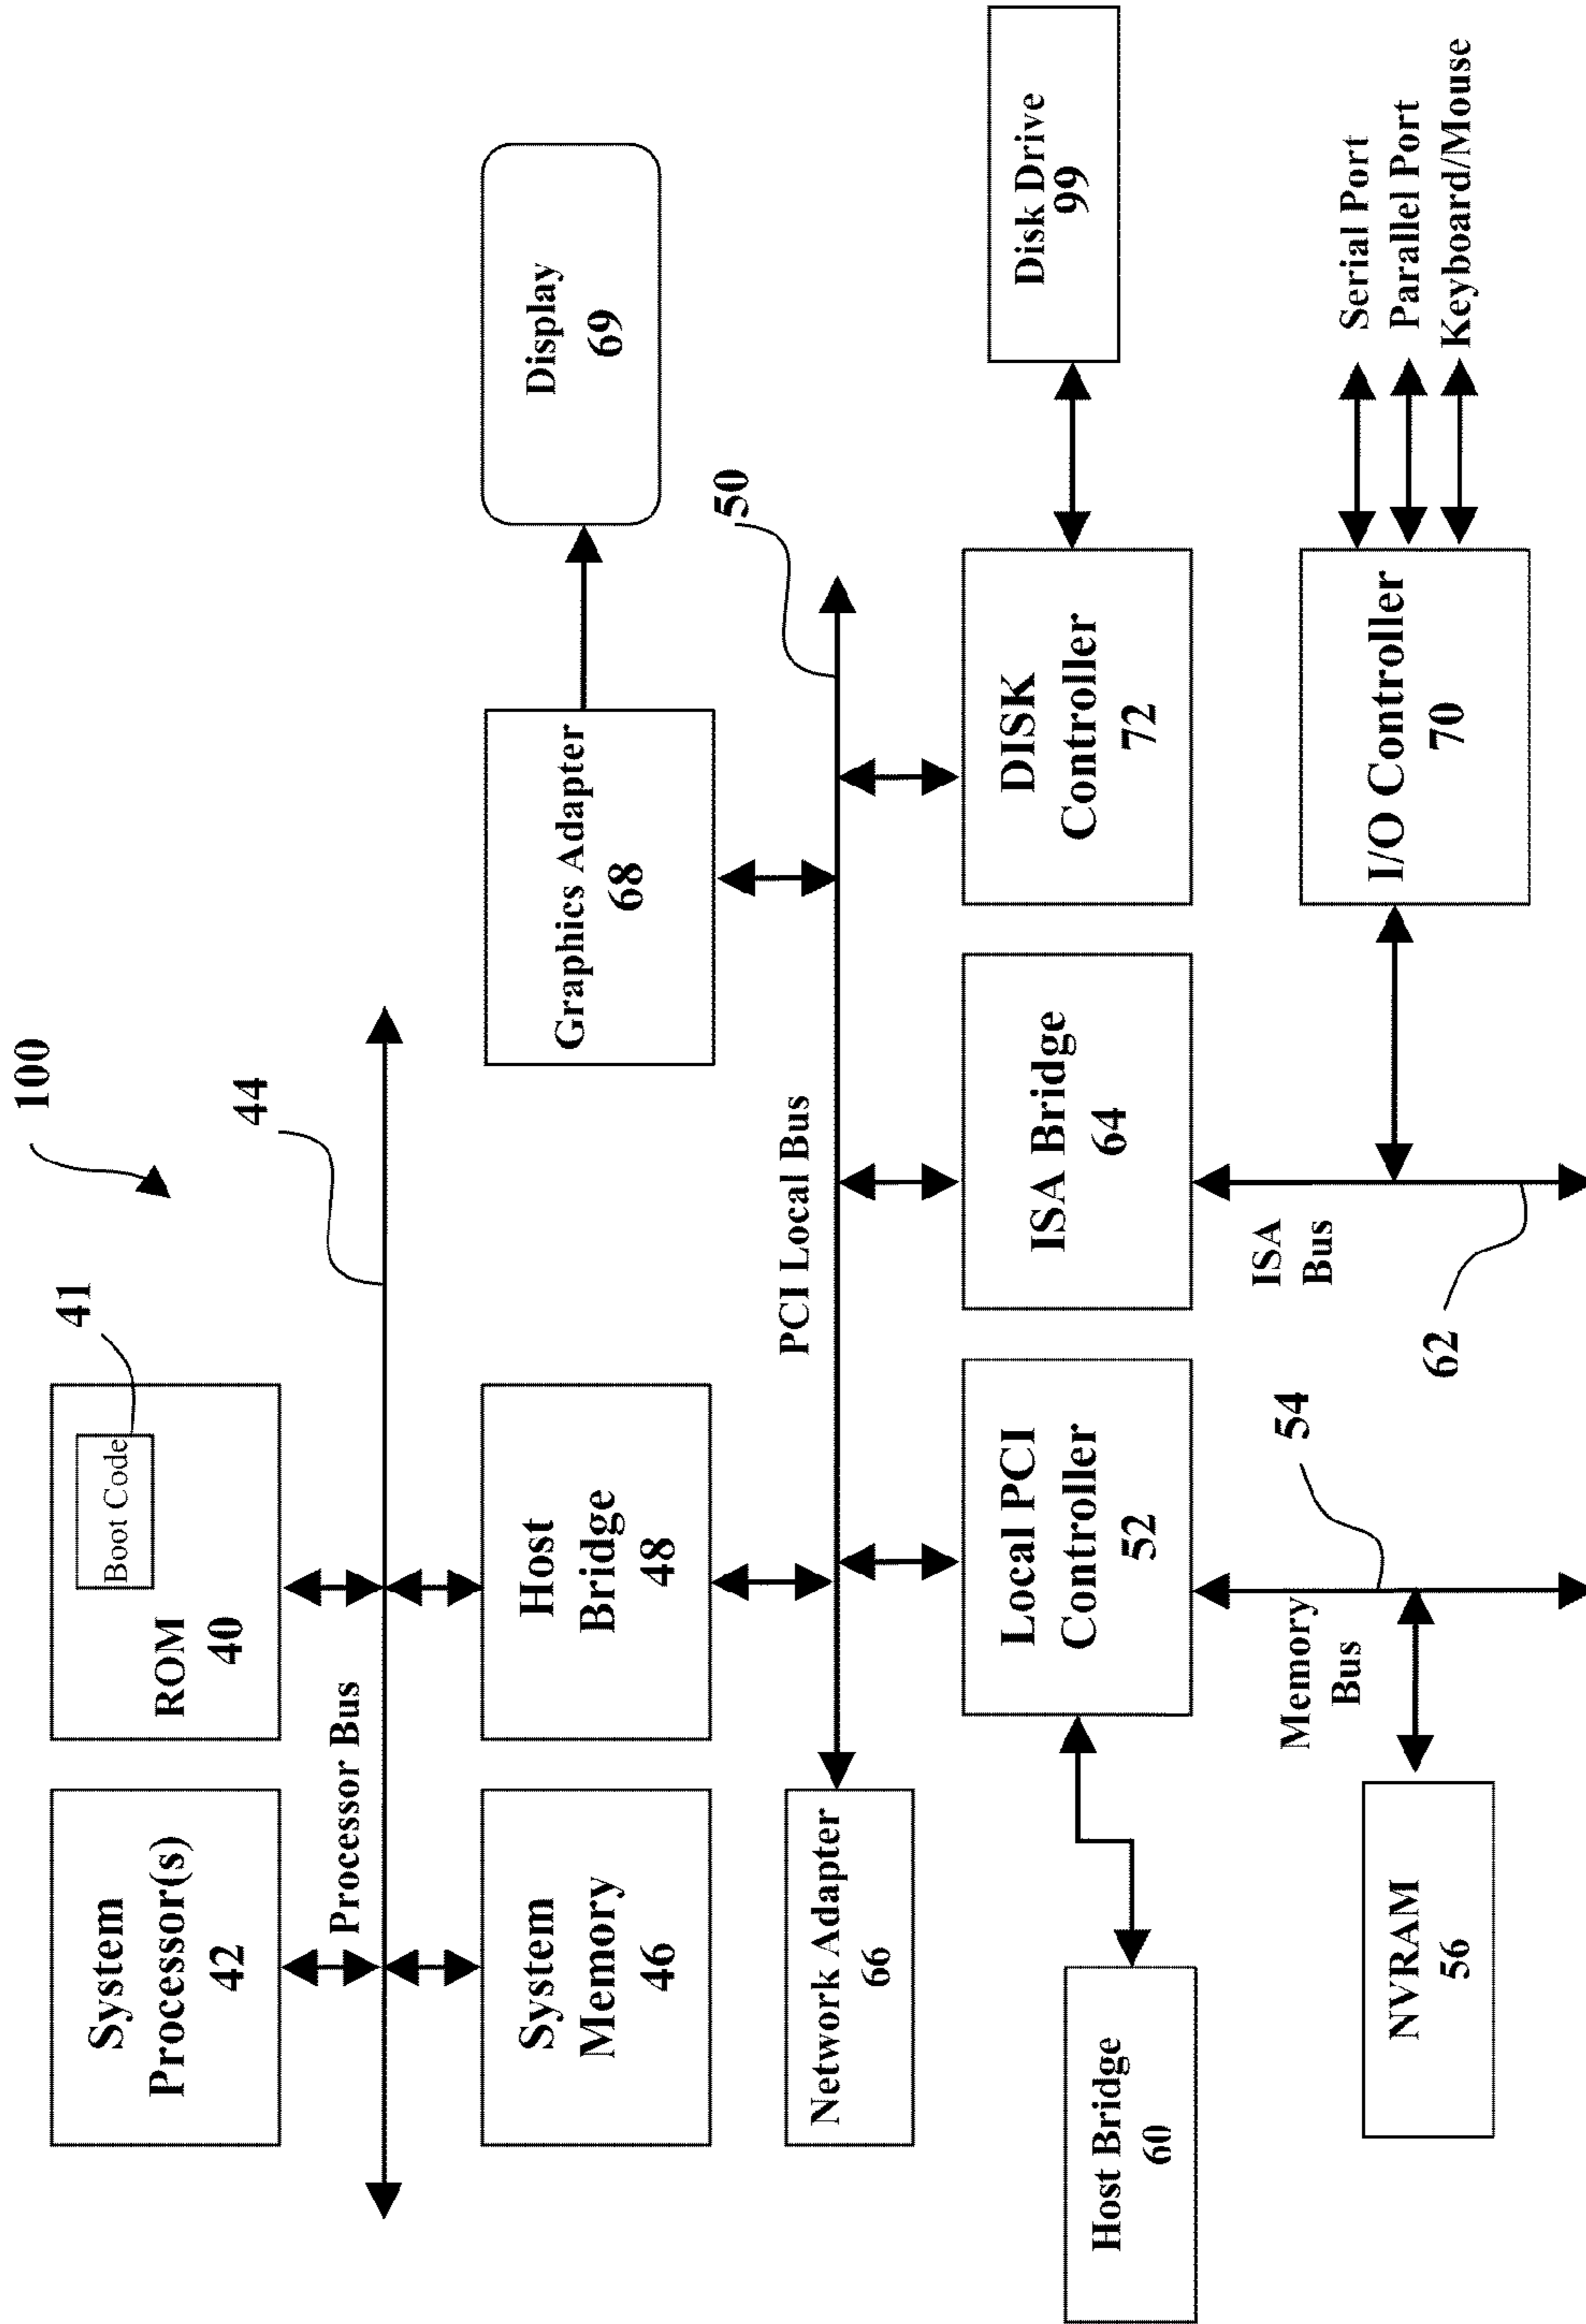 100
System
Processor(s)
42
ROM
40
Boot Code
41
44
Processor Bus
System
Memory
46
Host
Bridge
48
Graphics Adapter
68
Display
69
Network Adapter
66
PCI Local Bus
50
Host Bridge
60
Local PCI
Controller
52
ISA Bridge
64
DISK
Controller
72
Disk Drive
99
Memory
Bus
54
ISA
Bus
62
NVRAM
56
I/O Controller
70
Serial Port
Parallel Port
Keyboard/Mouse